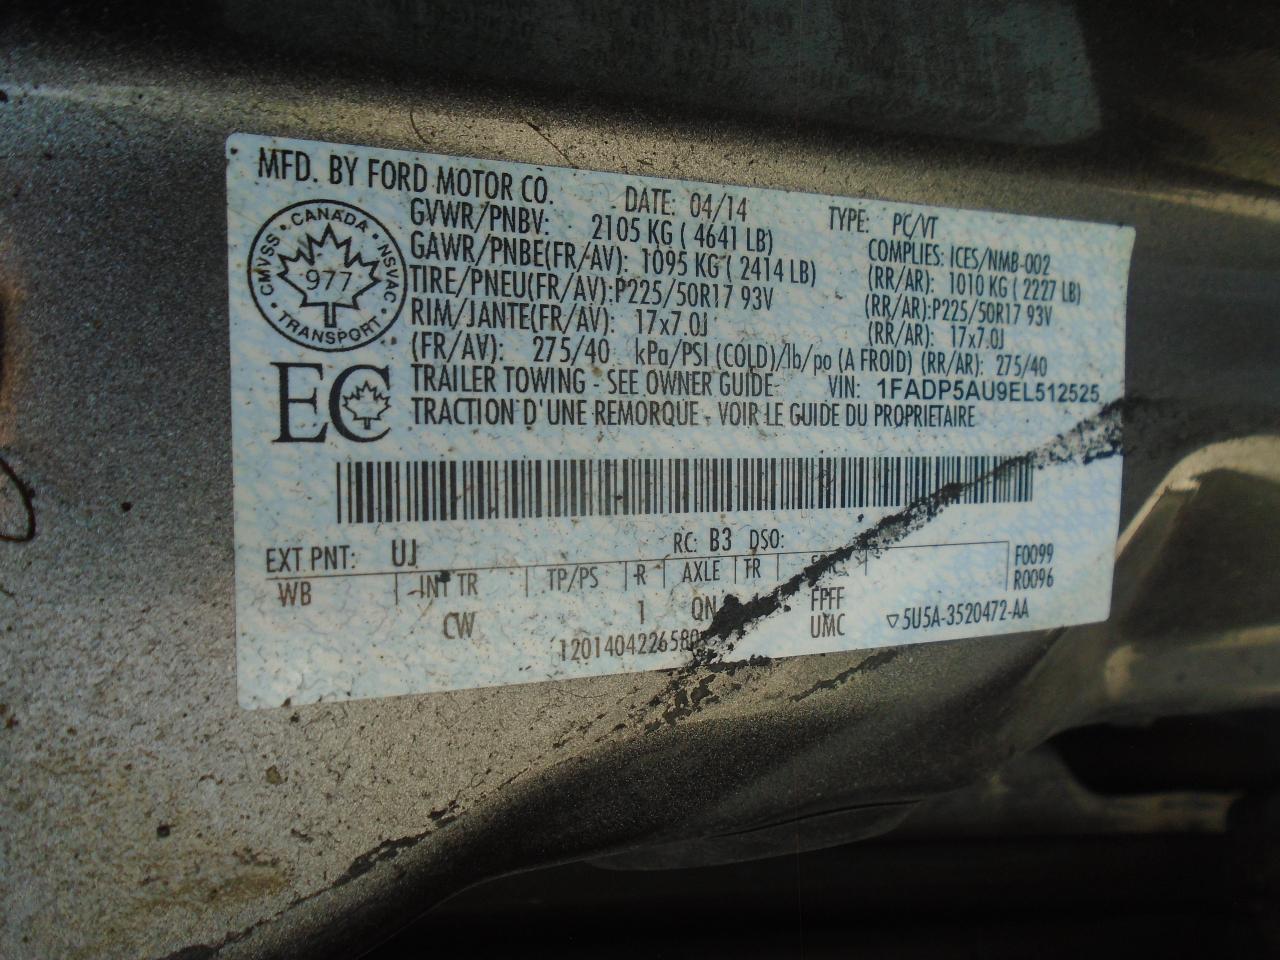 MFD. BY FORD MOTOR CO. DATE: 04/14 TYPE: PC/VT
GVWR/PNBV: 2105 KG ( 4641 LB) COMPLIES: ICES/NMB-002
GAWR/PNBE(FR/AV): 1095 KG ( 2414 LB) (RR/AR): 1010 KG ( 2227 LB)
TIRE/PNEU(FR/AV): P225/50R17 93V (RR/AR): P225/50R17 93V
RIM/JANTE(FR/AV): 17x7.0J (RR/AR): 17x7.0J
(FR/AV): 275/40 kPa/PSI (COLD)/lb/po (A FROID) (RR/AR): 275/40
TRAILER TOWING - SEE OWNER GUIDE- VIN: 1FADP5AU9EL512525
TRACTION D'UNE REMORQUE - VOIR LE GUIDE DU PROPRIETAIRE
CANADA
CMVSS • NSVAC
977
TRANSPORT
EC
EXT PNT: UJ RC: B3 DSO:
WB INT TR TP/PS R AXLE TR F0099
R0096
CW 1 QN FPFF
UMC
▽5U5A-3520472-AA